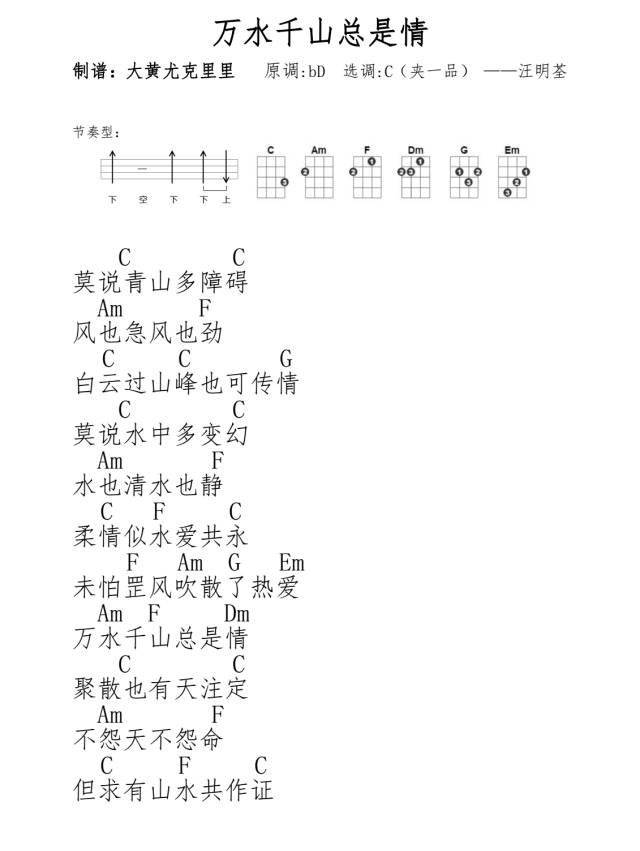 万水千山总是情
制谱：大黄尤克里里 原调:bD 选调:C（夹一品） ——汪明荃
节奏型：
C Am F Dm G Em
1 1 1
2 2 2 3 1 2 2
3 3 3
下 空 下 下 上
C C
莫说青山多障碍
Am F
风也急风也劲
C C G
白云过山峰也可传情
C C
莫说水中多变幻
Am F
水也清水也静
C F C
柔情似水爱共永
F Am G Em
未怕罡风吹散了热爱
Am F Dm
万水千山总是情
C C
聚散也有天注定
Am F
不怨天不怨命
C F C
但求有山水共作证